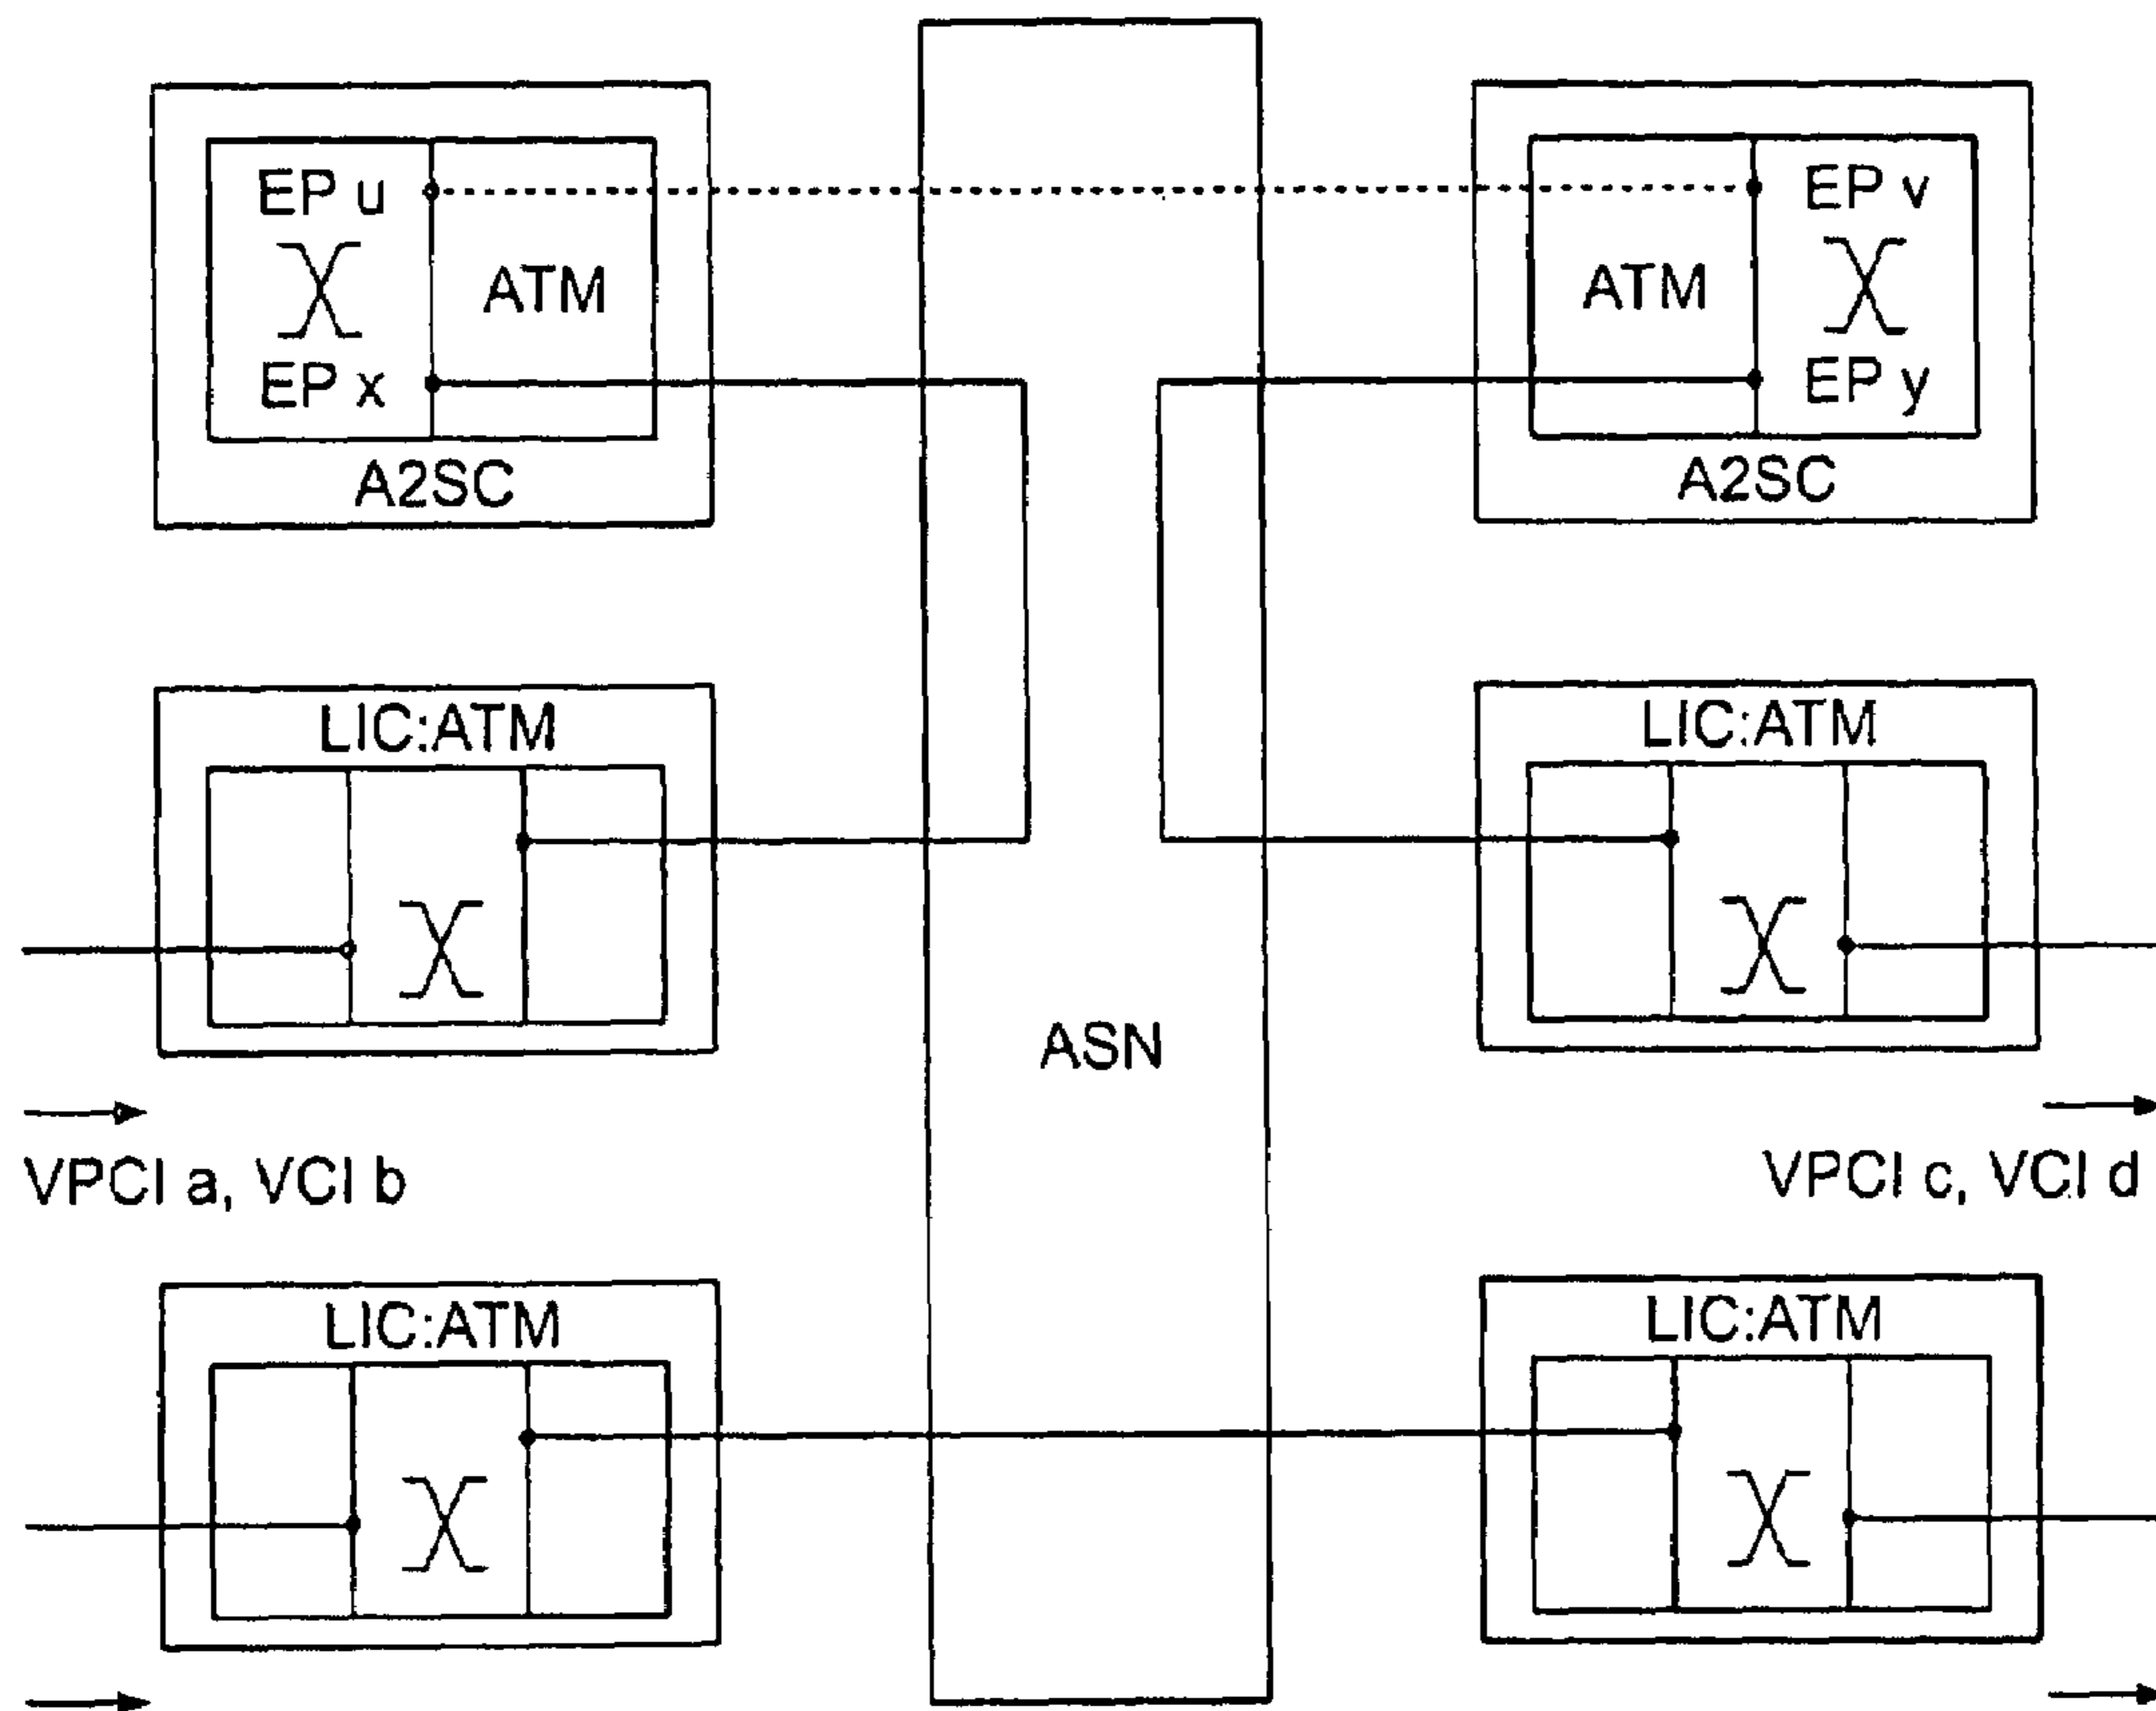 EP u
ATM
EP x
A2SC
EP v
ATM
EP y
A2SC
LIC:ATM
LIC:ATM
ASN
VPCI a, VCI b
VPCI c, VCI d
LIC:ATM
LIC:ATM